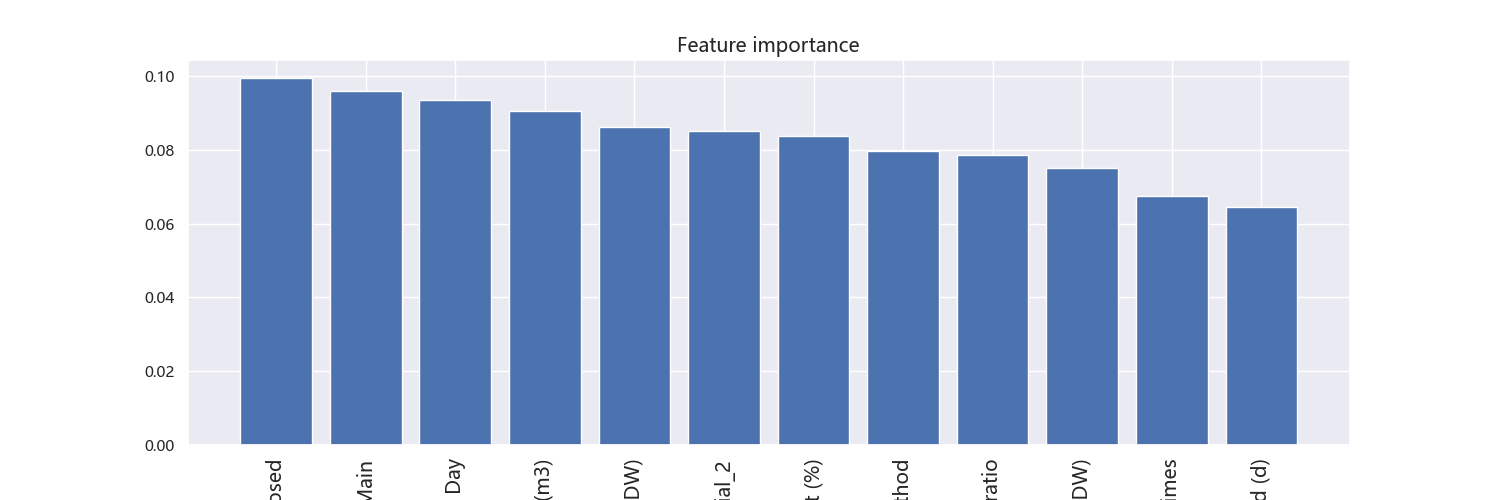 Feature importance
0.10
0.08
0.06
0.04
0.02
0.00
osed
Main
Day
(m3)
DW)
ial_2
t (%)
thod
ratio
DW)
imes
d (d)